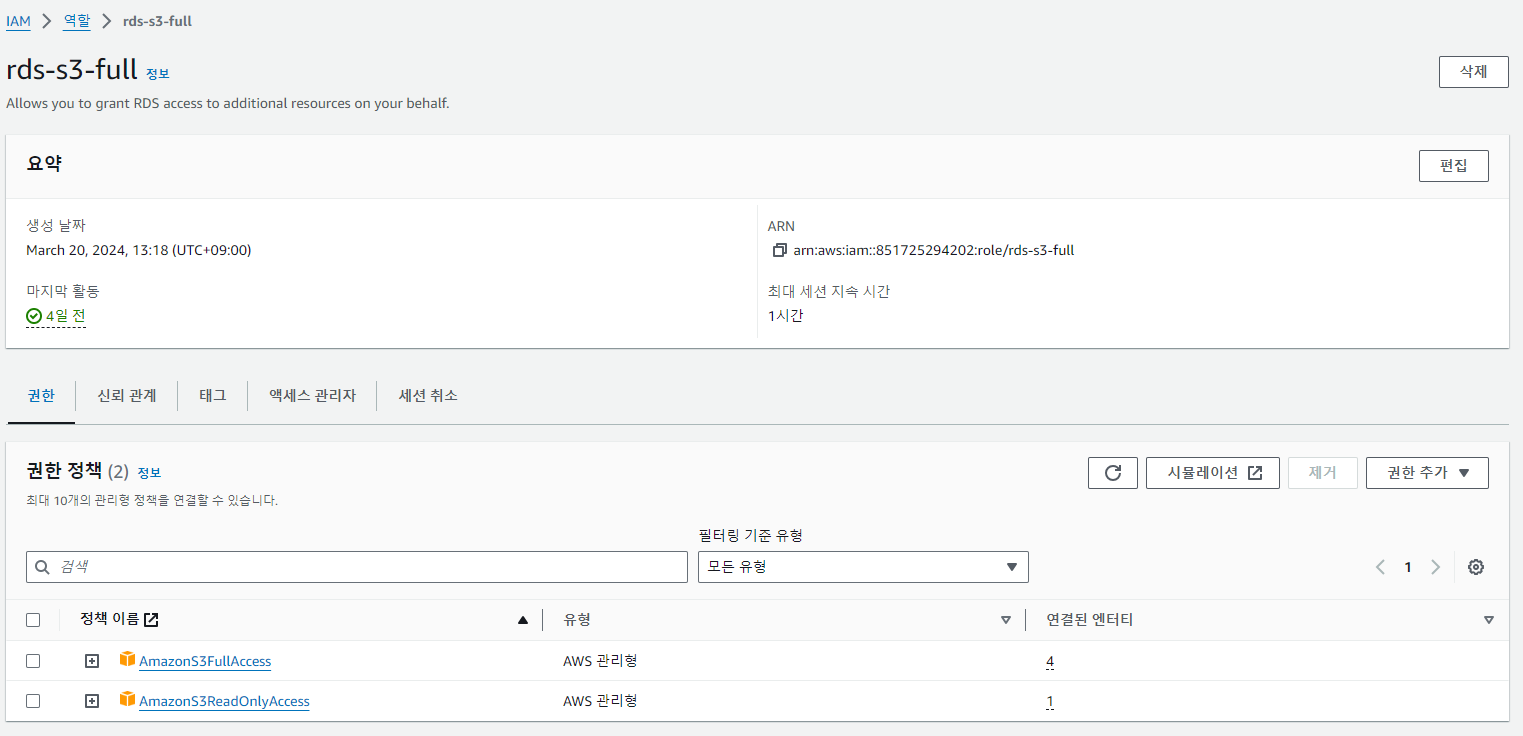 IAM > 역할 > rds-s3-full
rds-s3-full 정보
삭제
Allows you to grant RDS access to additional resources on your behalf.
요약
편집
생성 날짜
March 20, 2024, 13:18 (UTC+09:00)
ARN
arn:aws:iam::851725294202:role/rds-s3-full
마지막 활동
4일 전
최대 세션 지속 시간
1시간
권한 신뢰 관계 태그 액세스 관리자 세션 취소
권한 정책 (2) 정보
시뮬레이션 제거 권한 추가
최대 10개의 관리형 정책을 연결할 수 있습니다.
필터링 기준 유형
검색 모든 유형 1
정책 이름 유형 연결된 엔터티
AmazonS3FullAccess AWS 관리형 4
AmazonS3ReadOnlyAccess AWS 관리형 1